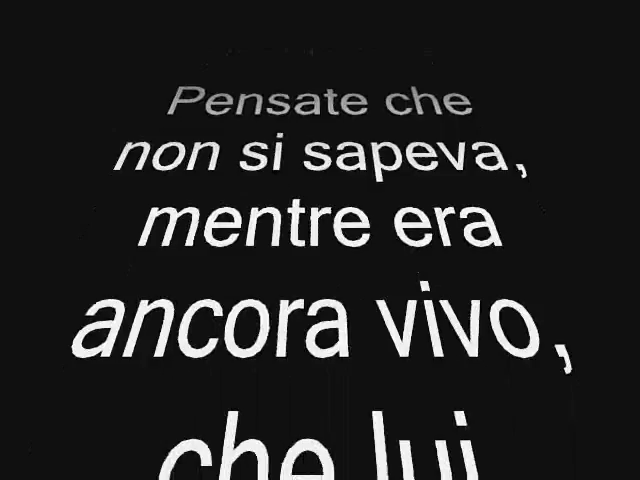 Pensate che
non si sapeva,
mentre era
ancora vivo,
che lui